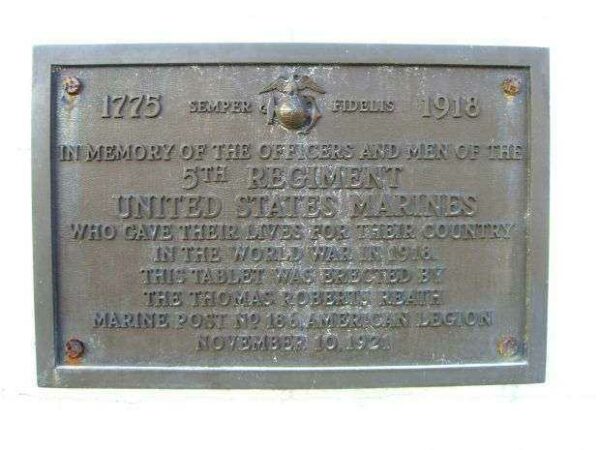 1775 SEMPER FIDELIS 1918
IN MEMORY OF THE OFFICERS AND MEN OF THE
5TH REGIMENT
UNITED STATES MARINES
WHO GAVE THEIR LIVES FOR THEIR COUNTRY
IN THE WORLD WAR IN 1918.
THIS TABLET WAS ERECTED BY
THE THOMAS ROBERTS REATH
MARINE POST NO 186, AMERICAN LEGION
NOVEMBER 10, 1921